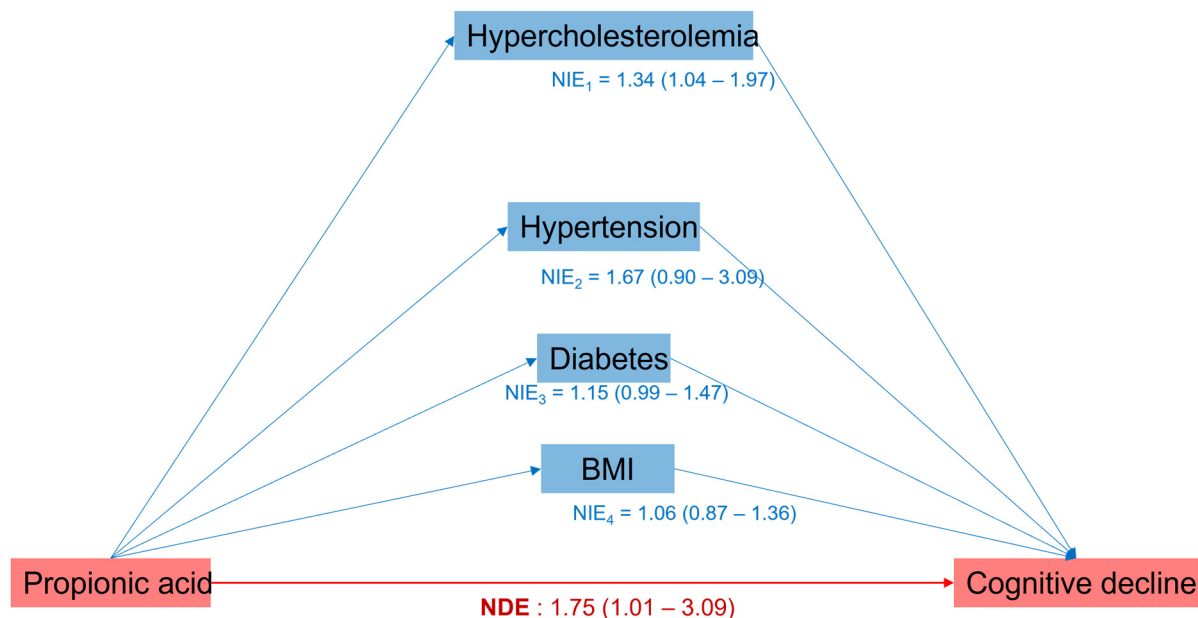 Hypercholesterolemia
NIE₁ = 1.34 (1.04 – 1.97)
Hypertension
NIE₂ = 1.67 (0.90 – 3.09)
Diabetes
NIE₃ = 1.15 (0.99 – 1.47)
BMI
NIE₄ = 1.06 (0.87 – 1.36)
Propionic acid
Cognitive decline
NDE : 1.75 (1.01 – 3.09)